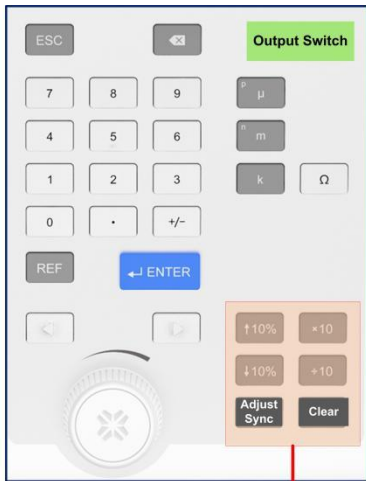 ESC
Output Switch
7 8 9 p µ
4 5 6 n m
1 2 3 k Ω
0 · +/-
REF ↵ ENTER
↑10% ×10
↓10% ÷10
Adjust Sync Clear